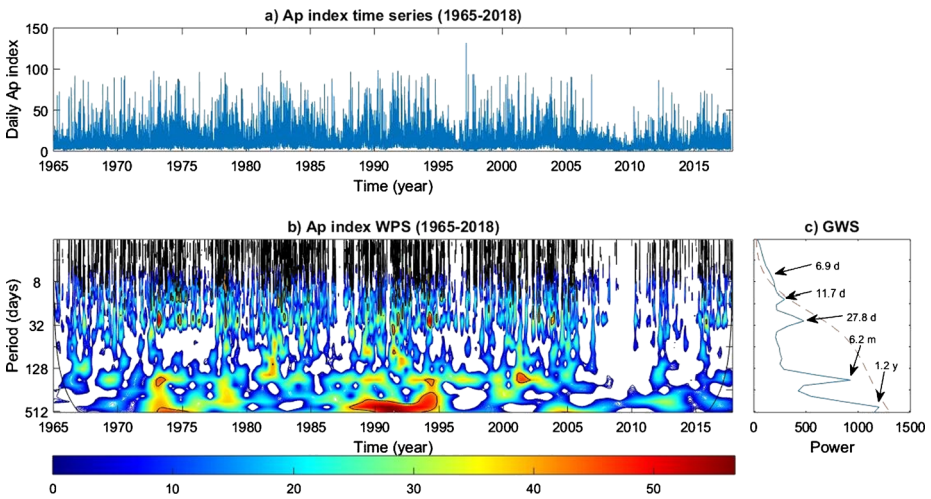 a) Ap index time series (1965-2018)
Daily Ap index
150
100
50
0
1965 1970 1975 1980 1985 1990 1995 2000 2005 2010 2015
Time (year)
b) Ap index WPS (1965-2018)
Period (days)
8
32
128
512
1965 1970 1975 1980 1985 1990 1995 2000 2005 2010 2015
Time (year)
c) GWS
6.9 d
11.7 d
27.8 d
6.2 m
1.2 y
0 500 1000 1500
Power
0 10 20 30 40 50